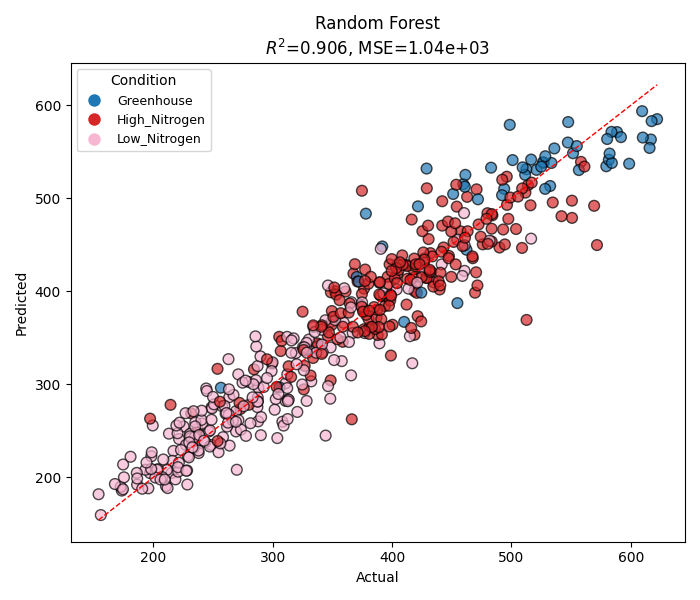 Random Forest
R²=0.906, MSE=1.04e+03
Condition
Greenhouse
High_Nitrogen
Low_Nitrogen
600
500
400
300
200
Predicted
200 300 400 500 600
Actual